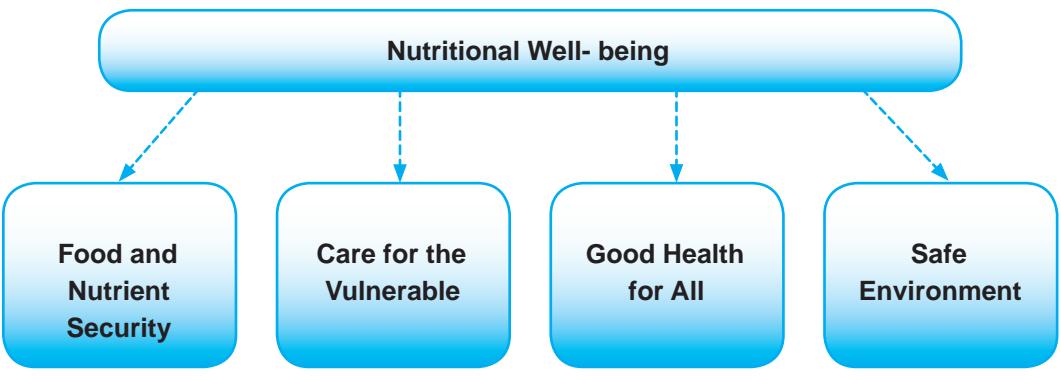 Nutritional Well- being
Food and
Nutrient
Security
Care for the
Vulnerable
Good Health
for All
Safe
Environment